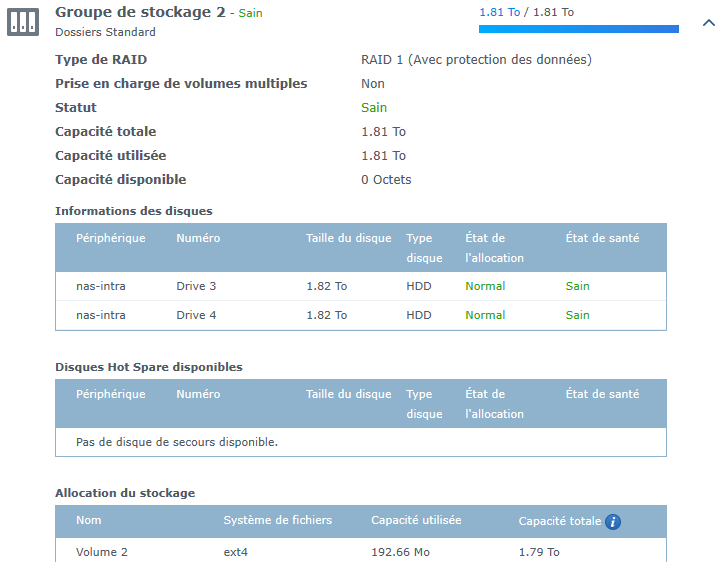 Groupe de stockage 2 - Sain
1.81 To / 1.81 To
Dossiers Standard
Type de RAID RAID 1 (Avec protection des données)
Prise en charge de volumes multiples Non
Statut Sain
Capacité totale 1.81 To
Capacité utilisée 1.81 To
Capacité disponible 0 Octets
Informations des disques
Périphérique Numéro Taille du disque Type disque État de l'allocation État de santé
nas-intra Drive 3 1.82 To HDD Normal Sain
nas-intra Drive 4 1.82 To HDD Normal Sain
Disques Hot Spare disponibles
Périphérique Numéro Taille du disque Type disque État de l'allocation État de santé
Pas de disque de secours disponible.
Allocation du stockage
Nom Système de fichiers Capacité utilisée Capacité totale i
Volume 2 ext4 192.66 Mo 1.79 To